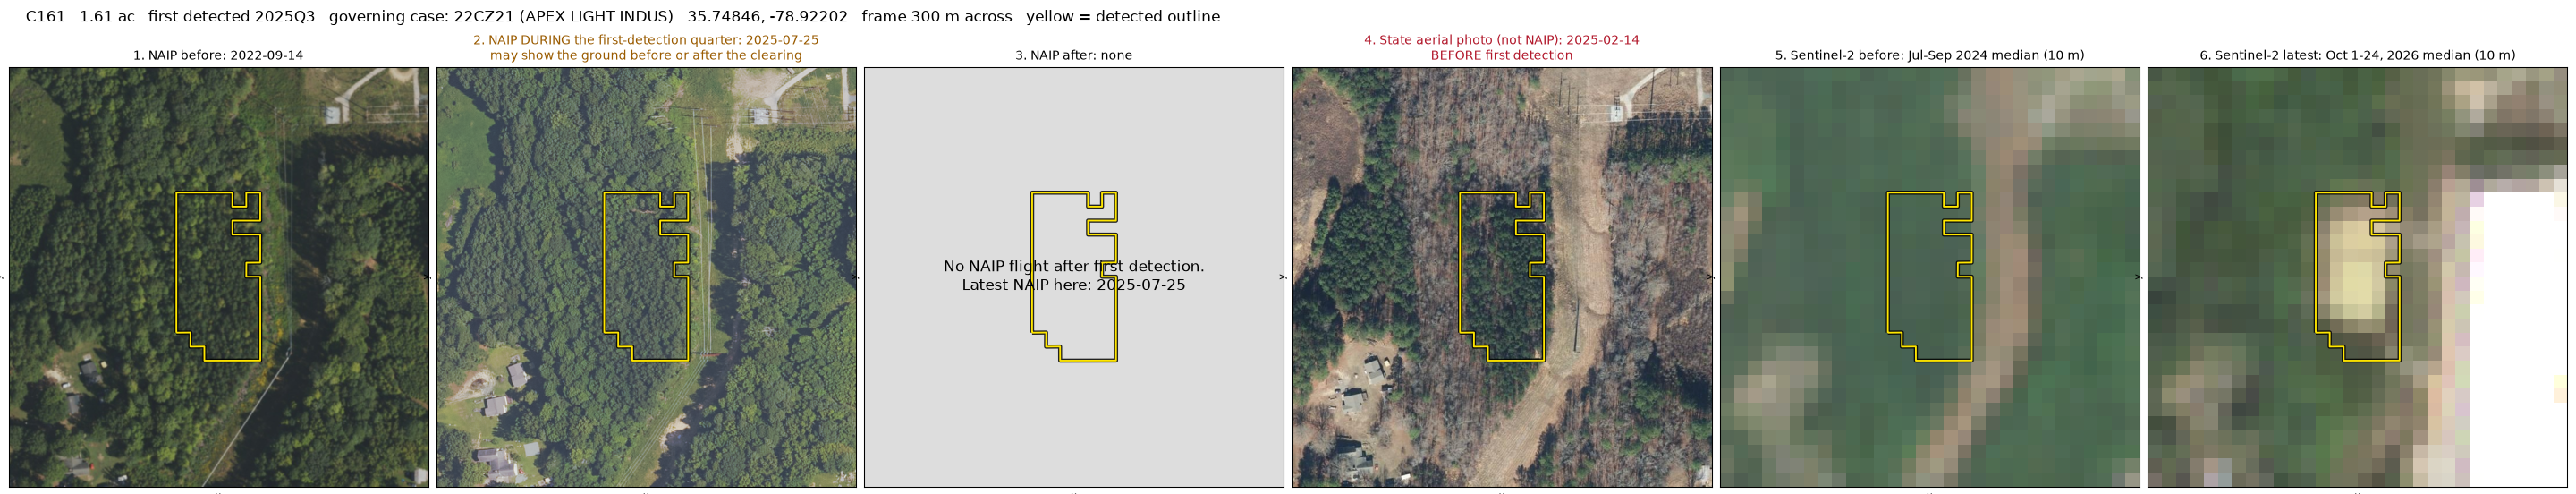 C161   1.61 ac   first detected 2025Q3   governing case: 22CZ21 (APEX LIGHT INDUS)   35.74846, -78.92202   frame 300 m across   yellow = detected outline
1. NAIP before: 2022-09-14
2. NAIP DURING the first-detection quarter: 2025-07-25
may show the ground before or after the clearing
3. NAIP after: none
4. State aerial photo (not NAIP): 2025-02-14
BEFORE first detection
5. Sentinel-2 before: Jul-Sep 2024 median (10 m)
6. Sentinel-2 latest: Oct 1-24, 2026 median (10 m)
No NAIP flight after first detection.
Latest NAIP here: 2025-07-25